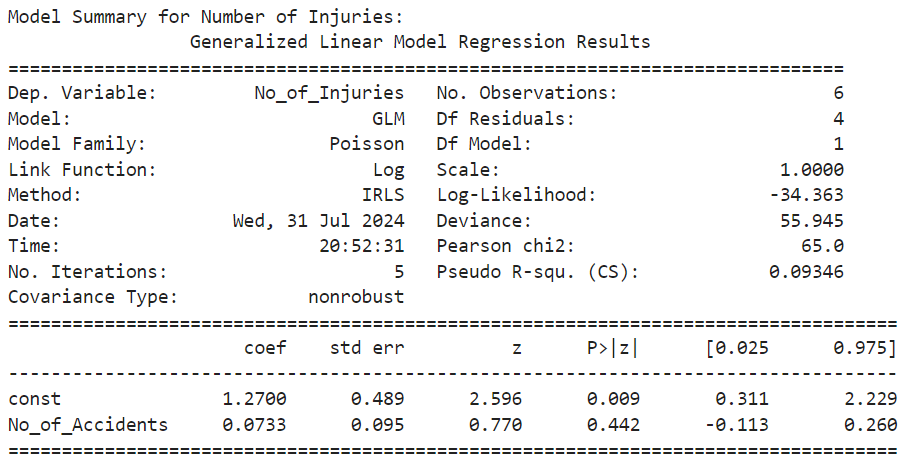 Model Summary for Number of Injuries:
Generalized Linear Model Regression Results
==============================================================================
Dep. Variable: No_of_Injuries No. Observations: 6
Model: GLM Df Residuals: 4
Model Family: Poisson Df Model: 1
Link Function: Log Scale: 1.0000
Method: IRLS Log-Likelihood: -34.363
Date: Wed, 31 Jul 2024 Deviance: 55.945
Time: 20:52:31 Pearson chi2: 65.0
No. Iterations: 5 Pseudo R-squ. (CS): 0.09346
Covariance Type: nonrobust
===================================================================================
coef std err z P>|z| [0.025 0.975]
-----------------------------------------------------------------------------------
const 1.2700 0.489 2.596 0.009 0.311 2.229
No_of_Accidents 0.0733 0.095 0.770 0.442 -0.113 0.260
===================================================================================